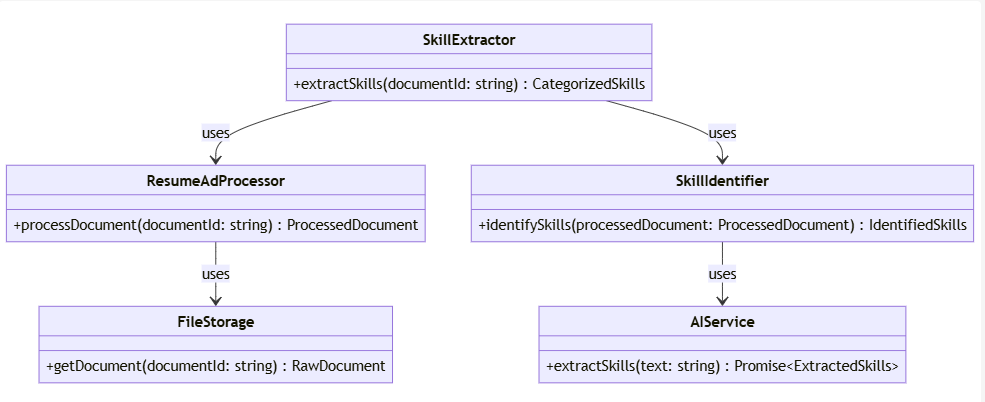 SkillExtractor
+extractSkills(documentId: string) : CategorizedSkills
uses
uses
ResumeAdProcessor
SkillIdentifier
+processDocument(documentId: string) : ProcessedDocument
+identifySkills(processedDocument: ProcessedDocument) : IdentifiedSkills
uses
uses
FileStorage
AIService
+getDocument(documentId: string) : RawDocument
+extractSkills(text: string) : Promise<ExtractedSkills>